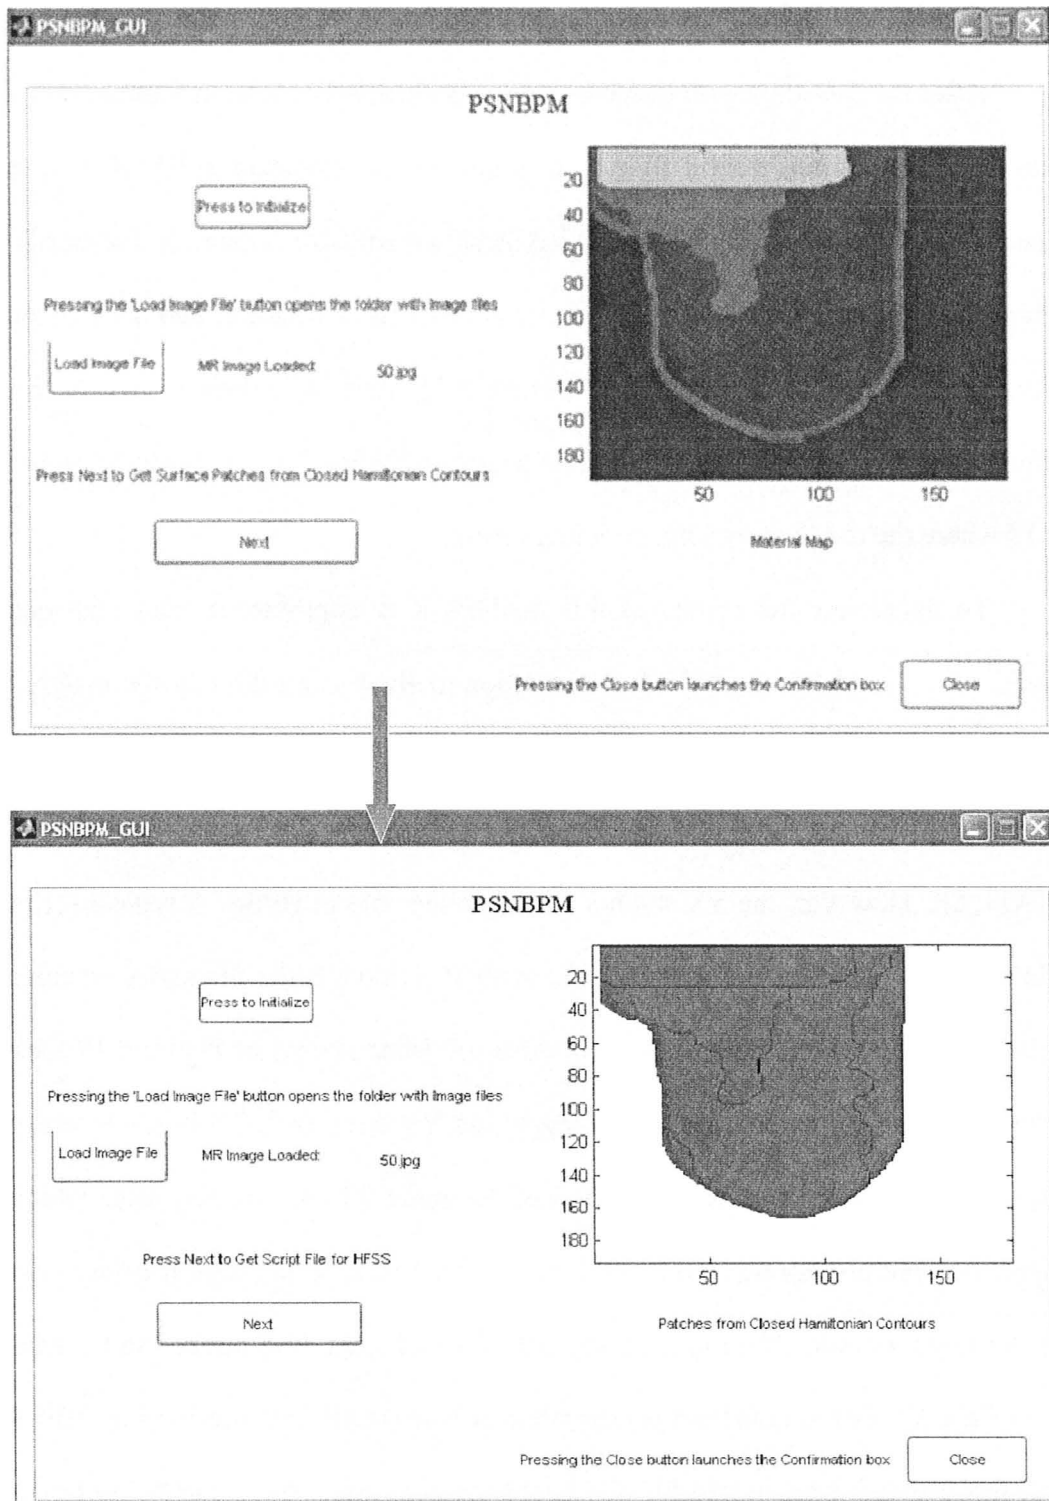 PSNBPM_GUI
PSNBPM
Press to Initialize
Pressing the 'Load Image File' button opens the folder with Image files
Load Image File
MR Image Loaded:
50.jpg
Press Next to Get Surface Patches from Closed Hamiltonian Contours
Next
20
40
60
80
100
120
140
160
180
50
100
150
Material Map
Pressing the Close button launches the Confirmation box
Close
PSNBPM_GUI
PSNBPM
Press to Initialize
Pressing the 'Load Image File' button opens the folder with Image files
Load Image File
MR Image Loaded:
50.jpg
Press Next to Get Script File for HFSS
Next
20
40
60
80
100
120
140
160
180
50
100
150
Patches from Closed Hamiltonian Contours
Pressing the Close button launches the Confirmation box
Close